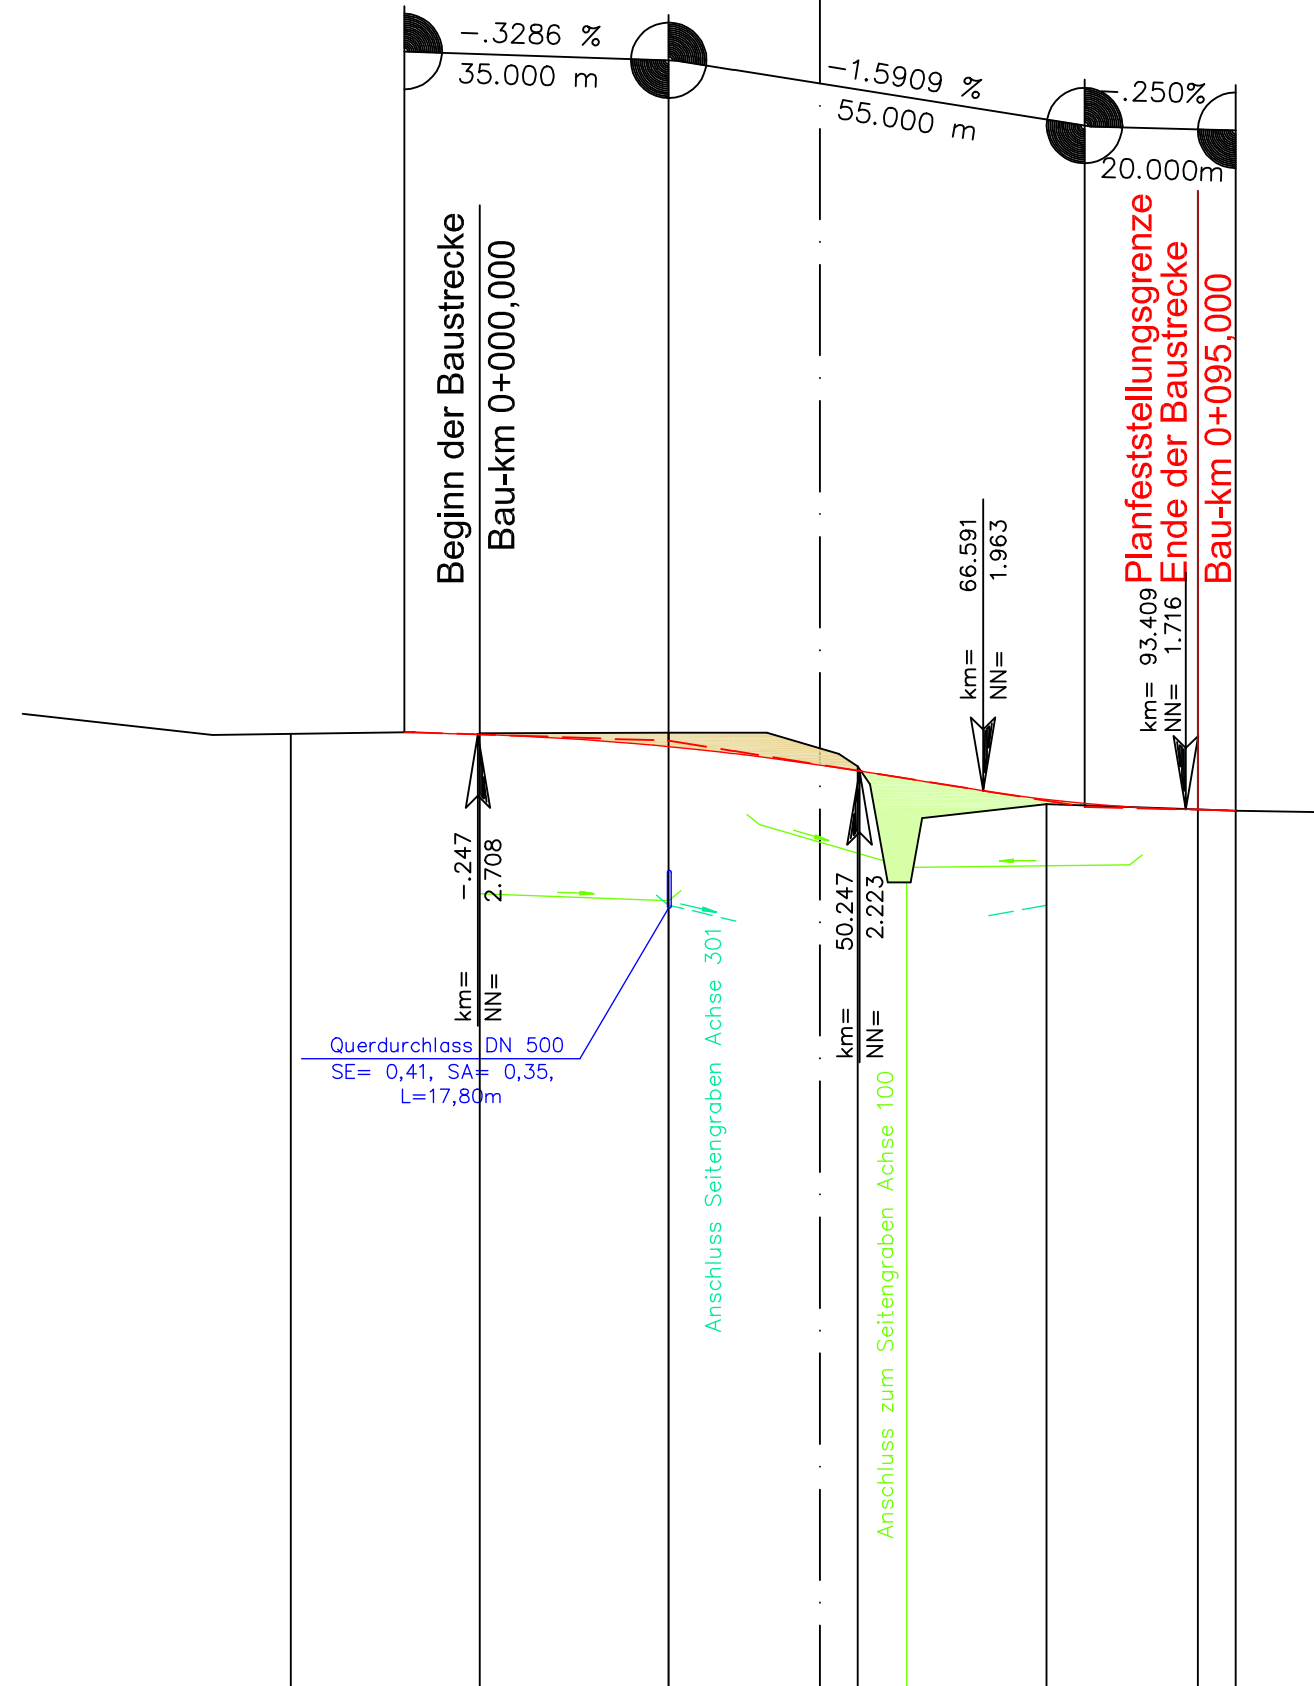 -.3286 %
35.000 m
-1.5909 %
55.000 m
-.250%
20.000m
Beginn der Baustrecke
Bau-km 0+000,000
Planfeststellungsgrenze
Ende der Baustrecke
Bau-km 0+095,000
km= 66.591
NN= 1.963
km= 93.409
NN= 1.716
km= -.247
NN= 2.708
km= 50.247
NN= 2.223
Querdurchlass DN 500
SE= 0,41, SA= 0,35,
L=17,80m
Anschluss Seitengraben Achse 301
Anschluss zum Seitengraben Achse 100